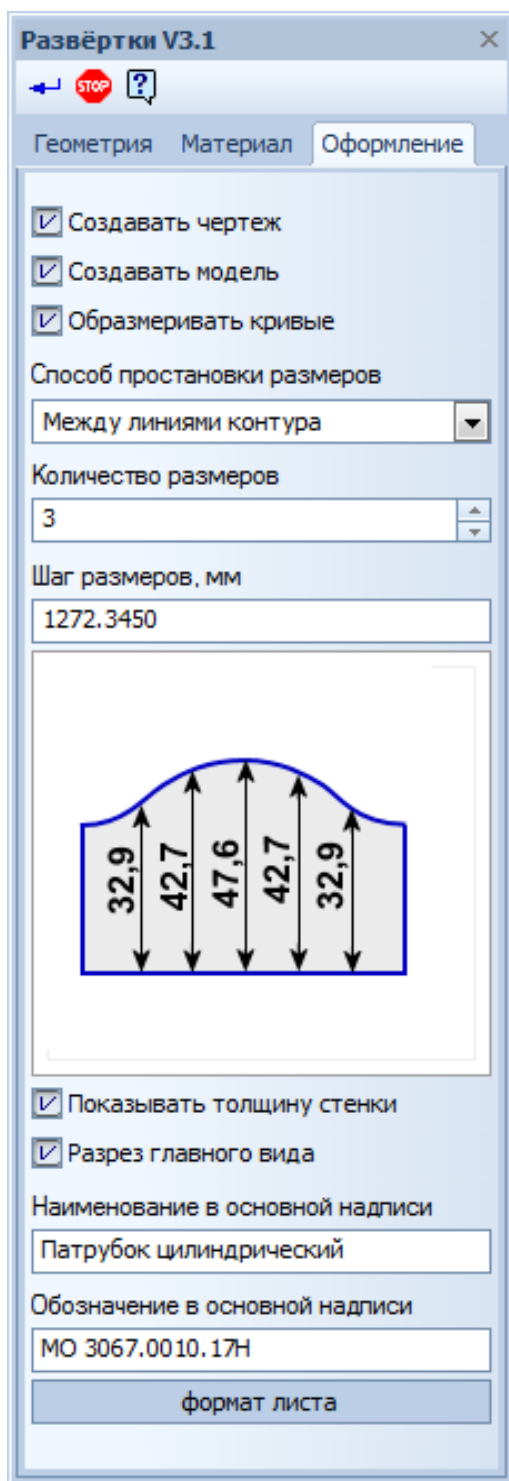 Развёртки V3.1
STOP
Геометрия Материал Оформление
Создавать чертеж
Создавать модель
Образмеривать кривые
Способ простановки размеров
Между линиями контура
Количество размеров
3
Шаг размеров, мм
1272.3450
32,9 42,7 47,6 42,7 32,9
Показывать толщину стенки
Разрез главного вида
Наименование в основной надписи
Патрубок цилиндрический
Обозначение в основной надписи
МО 3067.0010.17Н
формат листа